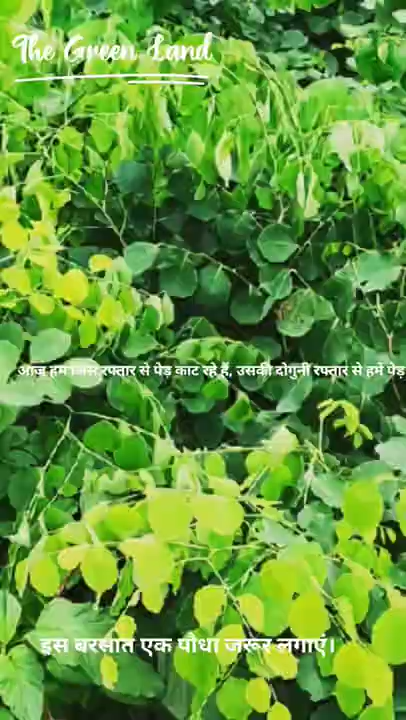 The Green Land
आज हम जिस रफ्तार से पेड़ काट रहे हैं, उसकी दोगुनी रफ्तार से हमें पेड़
इस बरसात एक पौधा जरूर लगाएं।